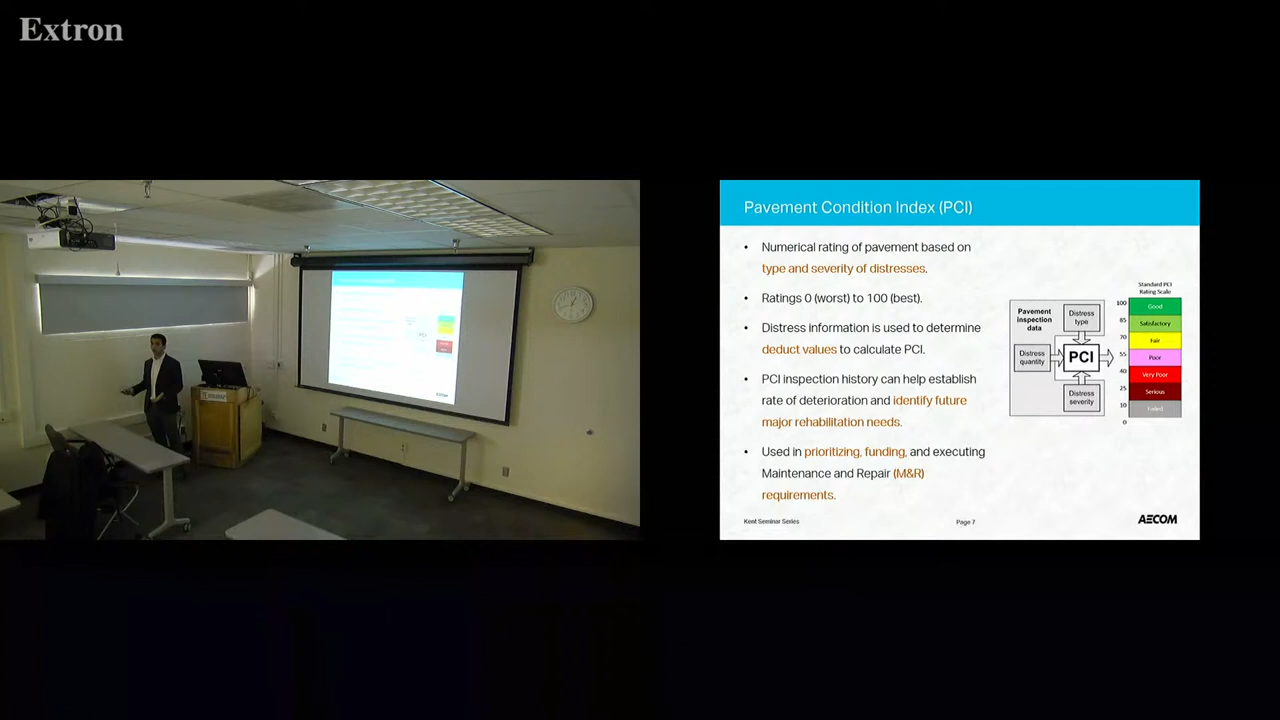 Extron
Pavement Condition Index (PCI)
• Numerical rating of pavement based on
type and severity of distresses.
• Ratings 0 (worst) to 100 (best).
• Distress information is used to determine
deduct values to calculate PCI.
• PCI inspection history can help establish
rate of deterioration and identify future
major rehabilitation needs.
• Used in prioritizing, funding, and executing
Maintenance and Repair (M&R)
requirements.
Pavement
inspection
data
Distress
type
Distress
quantity
PCI
Distress
severity
Standard PCI
Rating Scale
100
Good
85
Satisfactory
70
Fair
55
Poor
40
Very Poor
25
Serious
10
Failed
0
Kent Seminar Series
Page 7
AECOM